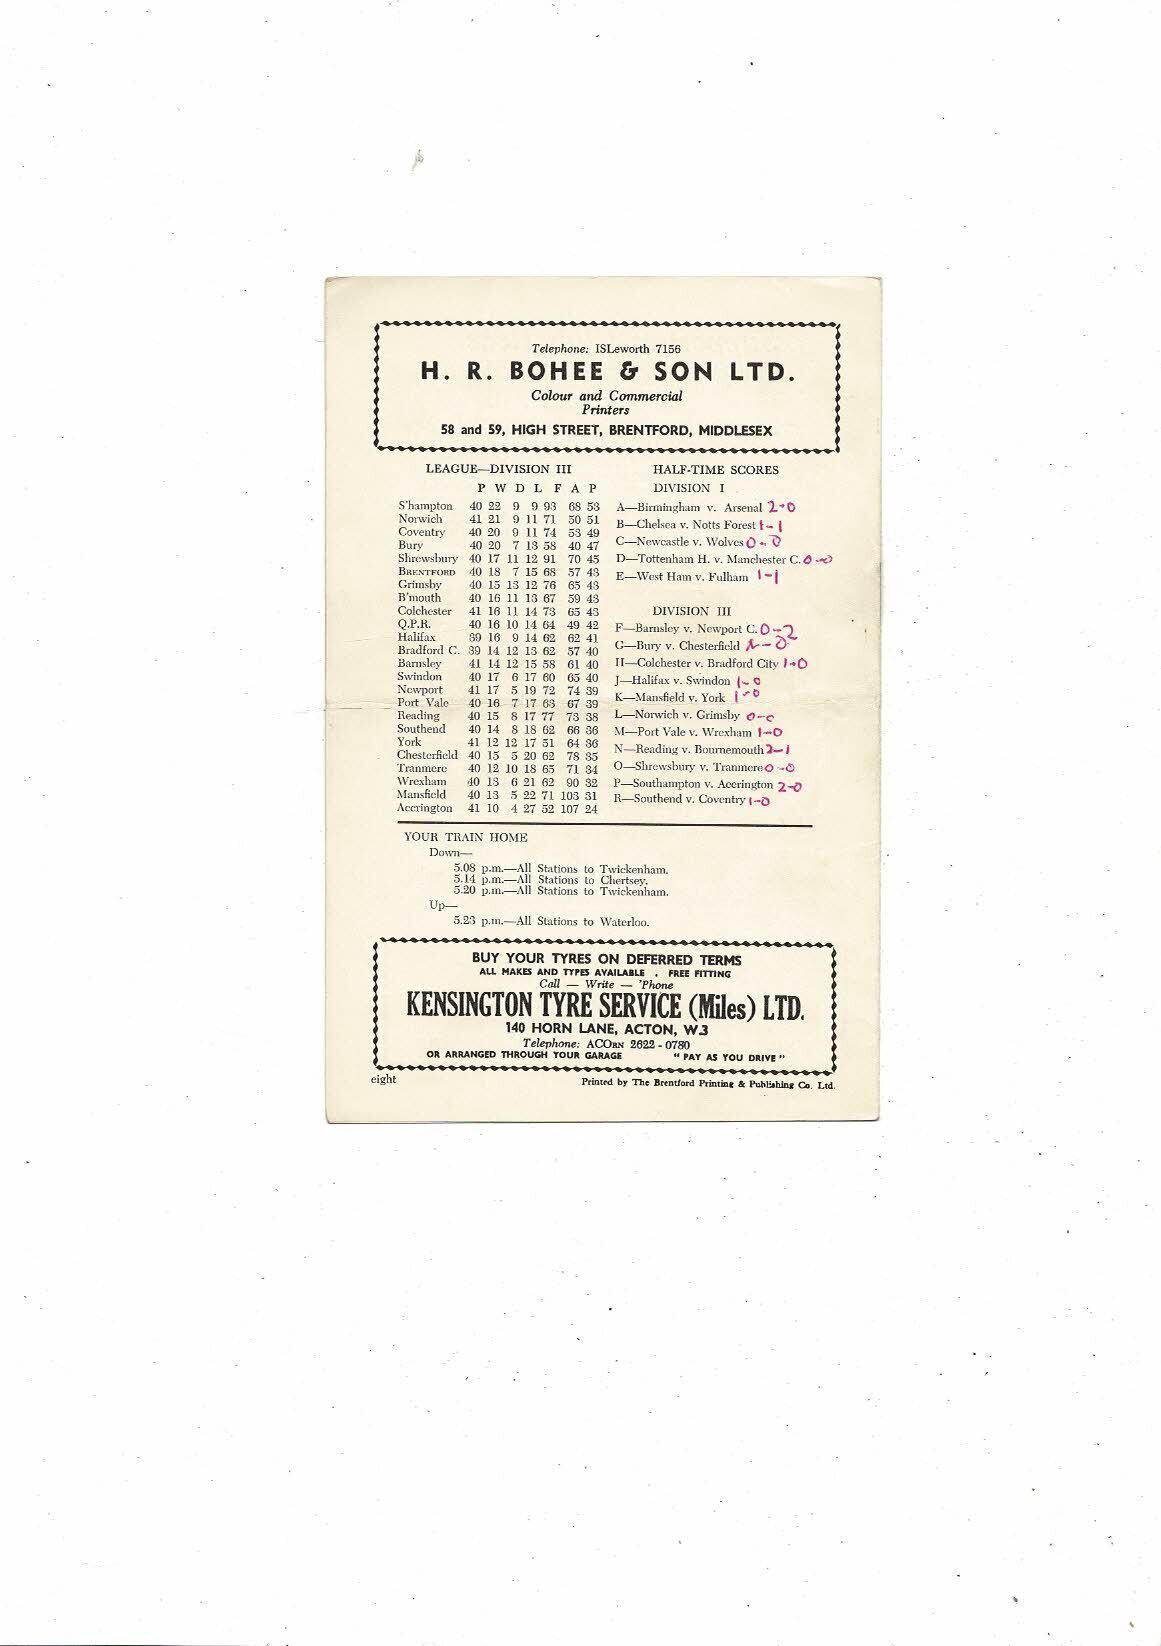 Telephone: ISLeworth 7156
H. R. BOHEE & SON LTD.
Colour and Commercial
Printers
58 and 59, HIGH STREET, BRENTFORD, MIDDLESEX
LEAGUE—DIVISION III
P W D L F A P
S'hampton 40 22 9 9 93 68 53
Norwich 41 21 9 11 71 50 51
Coventry 40 20 9 11 74 53 49
Bury 40 20 7 13 58 40 47
Shrewsbury 40 17 11 12 91 70 45
BRENTFORD 40 18 7 15 68 57 43
Grimsby 40 15 13 12 76 65 43
B'mouth 40 16 11 13 67 59 43
Colchester 41 16 11 14 73 65 43
Q.P.R. 40 16 10 14 64 49 42
Halifax 39 16 9 14 62 62 41
Bradford C. 39 14 12 13 62 57 40
Barnsley 41 14 12 15 58 61 40
Swindon 40 17 6 17 60 65 40
Newport 41 17 5 19 72 74 39
Port Vale 40 16 7 17 63 67 39
Reading 40 15 8 17 77 73 38
Southend 40 14 8 18 62 66 36
York 41 12 12 17 51 64 36
Chesterfield 40 15 5 20 62 78 35
Tranmere 40 12 10 18 65 71 34
Wrexham 40 13 6 21 62 90 32
Mansfield 40 13 5 22 71 103 31
Accrington 41 10 4 27 52 107 24
HALF-TIME SCORES
DIVISION I
A—Birmingham v. Arsenal 2-0
B—Chelsea v. Notts Forest 1-1
C—Newcastle v. Wolves 0-0
D—Tottenham H. v. Manchester C. 0-0
E—West Ham v. Fulham 1-1
DIVISION III
F—Barnsley v. Newport C. 0-2
G—Bury v. Chesterfield -0
H—Colchester v. Bradford City 1-0
J—Halifax v. Swindon 1-0
K—Mansfield v. York 1-0
L—Norwich v. Grimsby 0-0
M—Port Vale v. Wrexham 1-0
N—Reading v. Bournemouth 2-1
O—Shrewsbury v. Tranmere 0-0
P—Southampton v. Accrington 2-0
R—Southend v. Coventry 1-0
YOUR TRAIN HOME
Down—
5.08 p.m.—All Stations to Twickenham.
5.14 p.m.—All Stations to Chertsey.
5.20 p.m.—All Stations to Twickenham.
Up—
5.23 p.m.—All Stations to Waterloo.
BUY YOUR TYRES ON DEFERRED TERMS
ALL MAKES AND TYPES AVAILABLE . FREE FITTING
Call — Write — 'Phone
KENSINGTON TYRE SERVICE (Miles) LTD.
140 HORN LANE, ACTON, W.3
Telephone: ACORN 2622 - 0780
OR ARRANGED THROUGH YOUR GARAGE " PAY AS YOU DRIVE "
eight
Printed by The Brentford Printing & Publishing Co. Ltd.